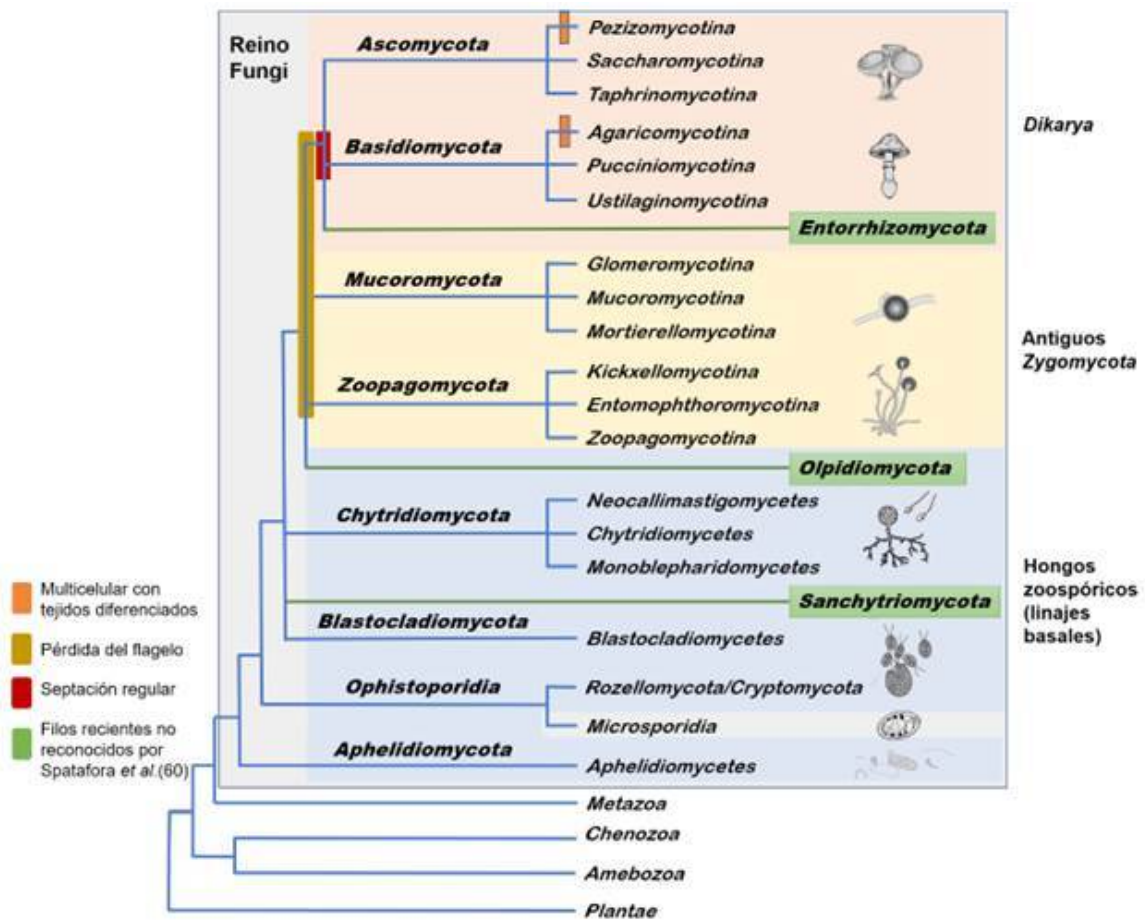 Reino
Fungi
Ascomycota
Pezizomycotina
Saccharomycotina
Taphrinomycotina
Basidiomycota
Agaricomycotina
Pucciniomycotina
Ustilaginomycotina
Entorrhizomycota
Dikarya
Mucoromycota
Glomeromycotina
Mucoromycotina
Mortierellomycotina
Zoopagomycota
Kickxellomycotina
Entomophthoromycotina
Zoopagomycotina
Antiguos
Zygomycota
Olpidiomycota
Chytridiomycota
Neocallimastigomycetes
Chytridiomycetes
Monoblepharidomycetes
Sanchytriomycota
Blastocladiomycota
Blastocladiomycetes
Ophistoporidia
Rozellomycota/Cryptomycota
Microsporidia
Aphelidiomycota
Aphelidiomycetes
Hongos
zoospóricos
(linajes
basales)
Metazoa
Chenozoa
Amebozoa
Plantae
Multicelular con
tejidos diferenciados
Pérdida del flagelo
Septación regular
Filos recientes no
reconocidos por
Spatafora et al.(60)